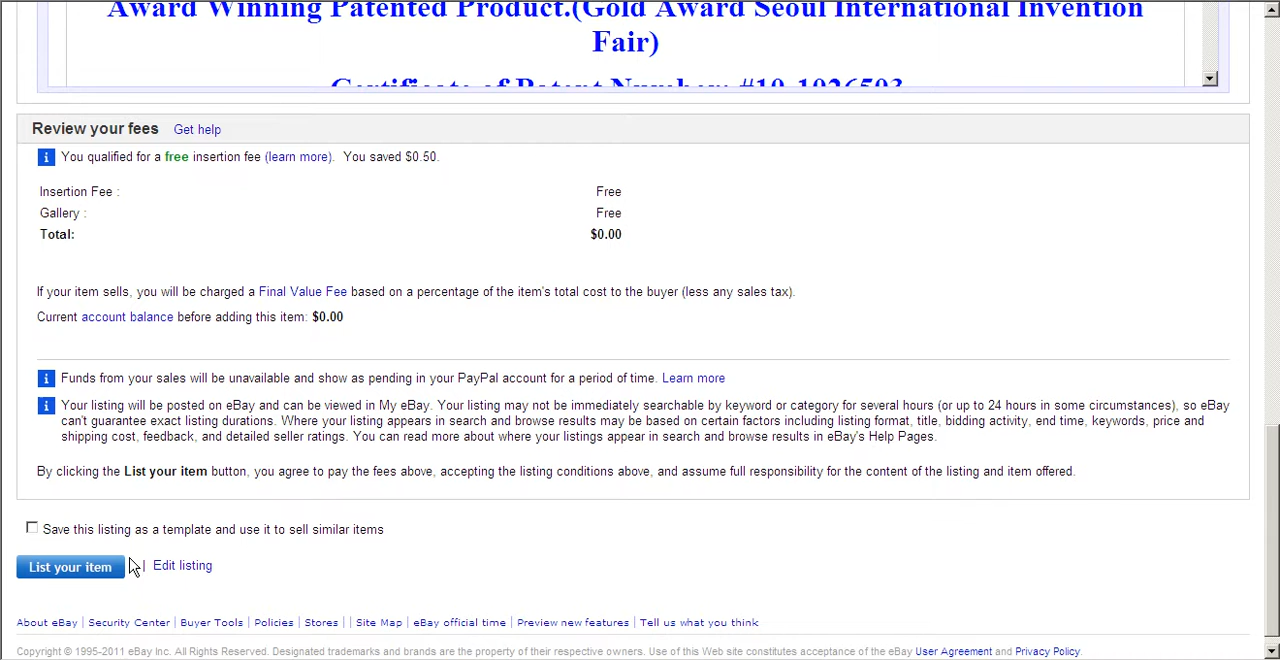 Award Winning Patented Product.(Gold Award Seoul International Invention
Fair)
Certificate of Patent Number: #10-1026503
Review your fees Get help
You qualified for a free insertion fee (learn more). You saved $0.50.
Insertion Fee : Free
Gallery : Free
Total: $0.00
If your item sells, you will be charged a Final Value Fee based on a percentage of the item's total cost to the buyer (less any sales tax).
Current account balance before adding this item: $0.00
Funds from your sales will be unavailable and show as pending in your PayPal account for a period of time. Learn more
Your listing will be posted on eBay and can be viewed in My eBay. Your listing may not be immediately searchable by keyword or category for several hours (or up to 24 hours in some circumstances), so eBay
can't guarantee exact listing durations. Where your listing appears in search and browse results may be based on certain factors including listing format, title, bidding activity, end time, keywords, price and
shipping cost, feedback, and detailed seller ratings. You can read more about where your listings appear in search and browse results in eBay's Help Pages.
By clicking the List your item button, you agree to pay the fees above, accepting the listing conditions above, and assume full responsibility for the content of the listing and item offered.
Save this listing as a template and use it to sell similar items
List your item | Edit listing
About eBay | Security Center | Buyer Tools | Policies | Stores | | Site Map | eBay official time | Preview new features | Tell us what you think
Copyright © 1995-2011 eBay Inc. All Rights Reserved. Designated trademarks and brands are the property of their respective owners. Use of this Web site constitutes acceptance of the eBay User Agreement and Privacy Policy.